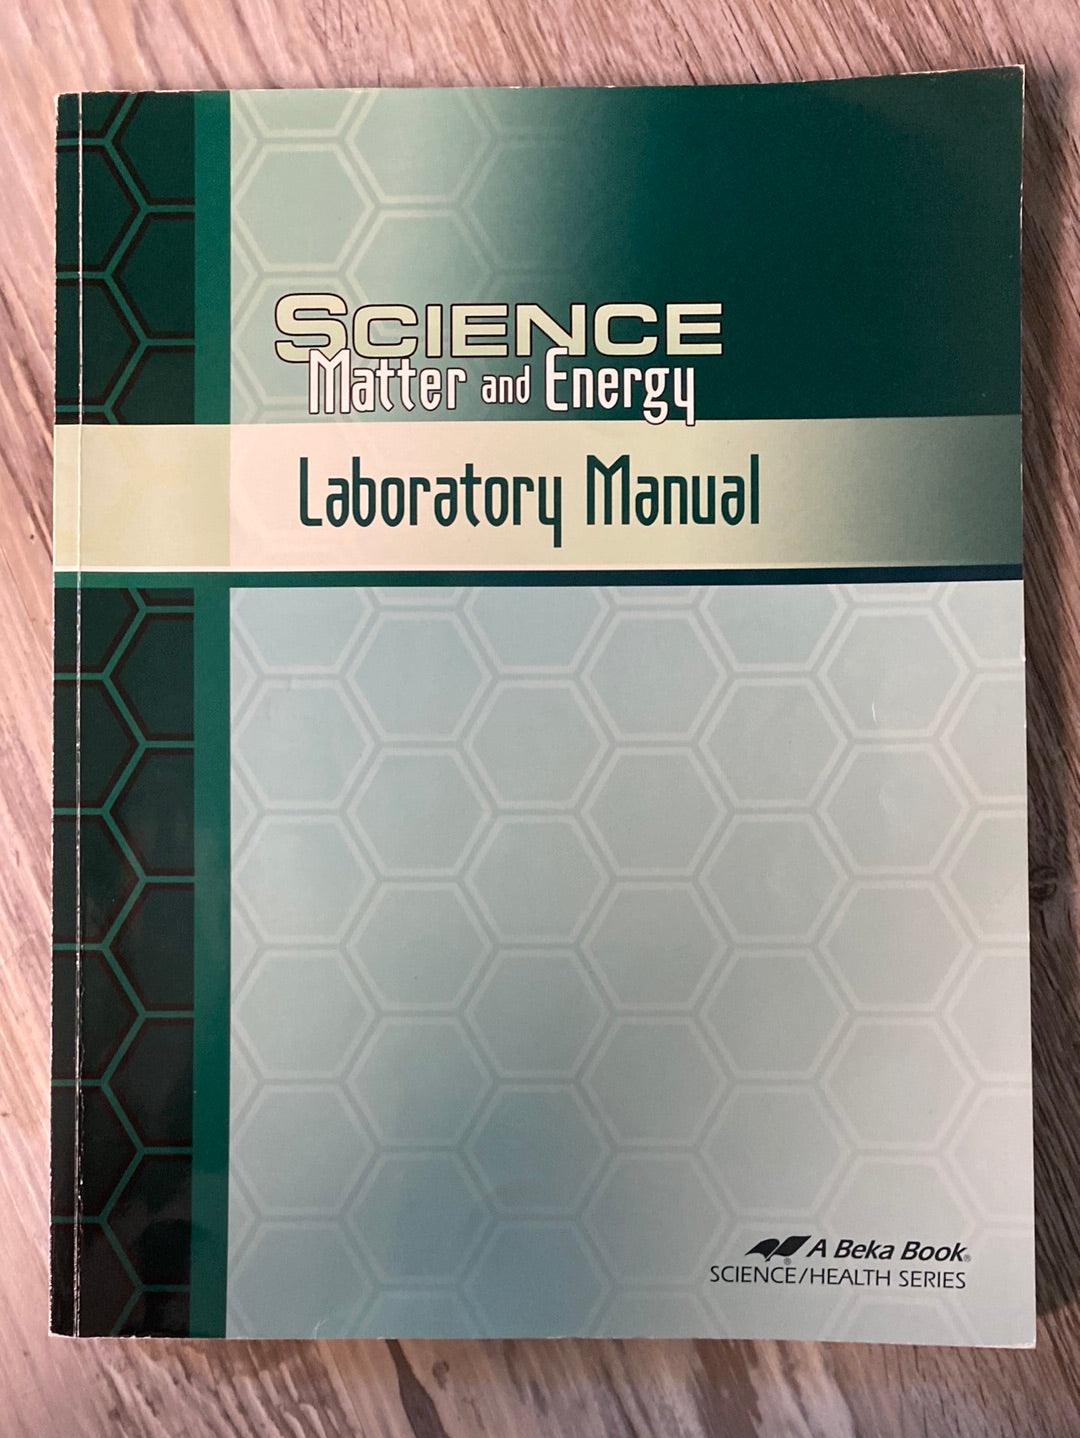 SCIENCE
Matter and Energy
Laboratory Manual
A Beka Book®
SCIENCE/HEALTH SERIES